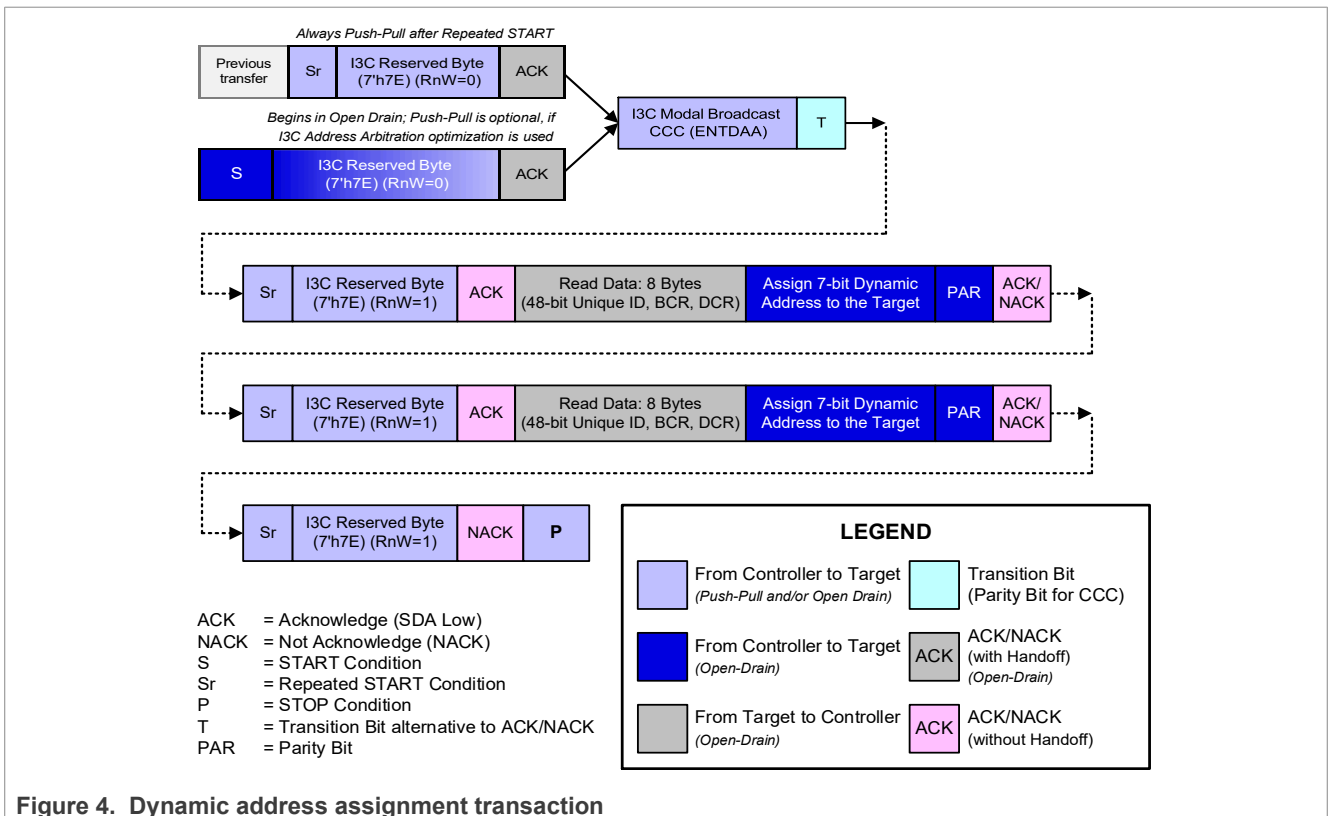 Always Push-Pull after Repeated START
Previous
transfer
Sr
I3C Reserved Byte
(7'h7E) (RnW=0)
ACK
Begins in Open Drain; Push-Pull is optional, if
I3C Address Arbitration optimization is used
S
I3C Reserved Byte
(7'h7E) (RnW=0)
ACK
I3C Modal Broadcast
CCC (ENTDAA)
T
Sr
I3C Reserved Byte
(7'h7E) (RnW=1)
ACK
Read Data: 8 Bytes
(48-bit Unique ID, BCR, DCR)
Assign 7-bit Dynamic
Address to the Target
PAR
ACK/
NACK
Sr
I3C Reserved Byte
(7'h7E) (RnW=1)
ACK
Read Data: 8 Bytes
(48-bit Unique ID, BCR, DCR)
Assign 7-bit Dynamic
Address to the Target
PAR
ACK/
NACK
Sr
I3C Reserved Byte
(7'h7E) (RnW=1)
NACK
P
ACK = Acknowledge (SDA Low)
NACK = Not Acknowledge (NACK)
S = START Condition
Sr = Repeated START Condition
P = STOP Condition
T = Transition Bit alternative to ACK/NACK
PAR = Parity Bit
LEGEND
From Controller to Target
(Push-Pull and/or Open Drain)
From Controller to Target
(Open-Drain)
From Target to Controller
(Open-Drain)
Transition Bit
(Parity Bit for CCC)
ACK
ACK/NACK
(with Handoff)
(Open-Drain)
ACK
ACK/NACK
(without Handoff)
Figure 4. Dynamic address assignment transaction